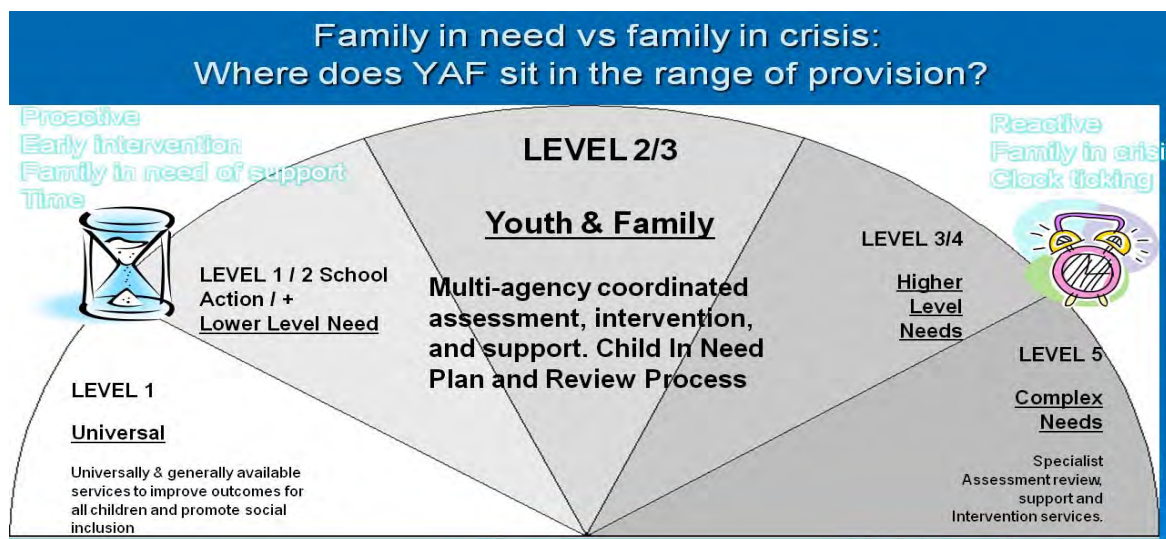 Family in need vs family in crisis:
Where does YAF sit in the range of provision?
Proactive
Early intervention
Family in need of support
Time
Reactive
Family in crisi
Clock ticking
LEVEL 1
Universal
Universally & generally available
services to improve outcomes for
all children and promote social
inclusion
LEVEL 1 / 2 School
Action / +
Lower Level Need
LEVEL 2/3
Youth & Family
Multi-agency coordinated
assessment, intervention,
and support. Child In Need
Plan and Review Process
LEVEL 3/4
Higher
Level
Needs
LEVEL 5
Complex
Needs
Specialist
Assessment review,
support and
Intervention services.